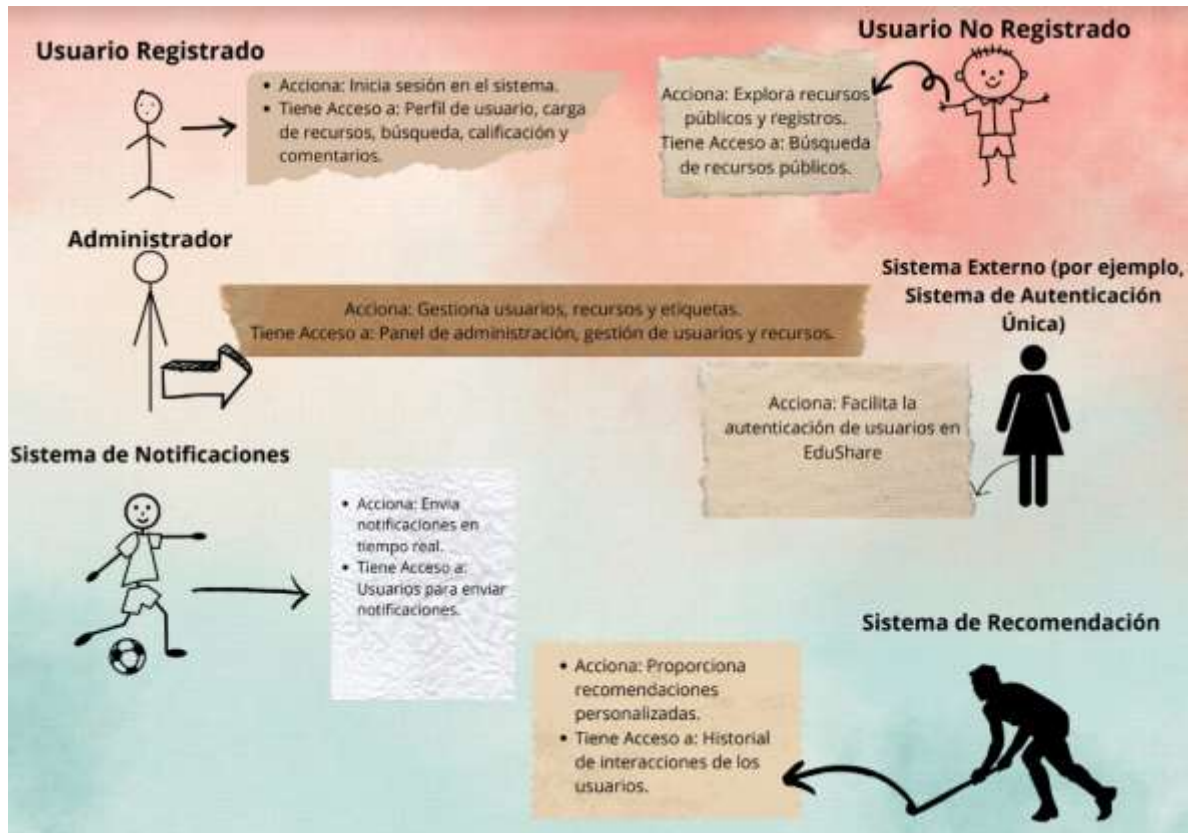 Usuario Registrado
• Acciona: Inicia sesión en el sistema.
• Tiene Acceso a: Perfil de usuario, carga
de recursos, búsqueda, calificación y
comentarios.
Usuario No Registrado
Acciona: Explora recursos
públicos y registros.
Tiene Acceso a: Búsqueda
de recursos públicos.
Administrador
Acciona: Gestiona usuarios, recursos y etiquetas.
Tiene Acceso a: Panel de administración, gestión de usuarios y recursos.
Sistema Externo (por ejemplo,
Sistema de Autenticación
Única)
Acciona: Facilita la
autenticación de usuarios en
EduShare
Sistema de Notificaciones
• Acciona: Envia
notificaciones en
tiempo real.
• Tiene Acceso a:
Usuarios para enviar
notificaciones.
Sistema de Recomendación
• Acciona: Proporciona
recomendaciones
personalizadas.
• Tiene Acceso a: Historial
de interacciones de los
usuarios.